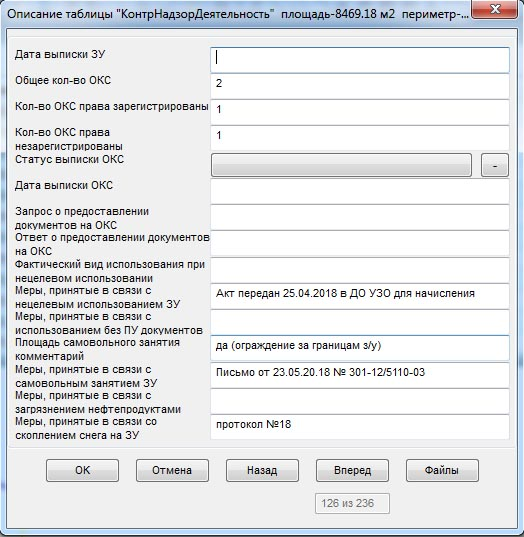 Описание таблицы "КонтрНадзорДеятельность" площадь-8469.18 м2 периметр-...
Дата выписки ЗУ
Общее кол-во ОКС
2
Кол-во ОКС права зарегистрированы
1
Кол-во ОКС права
незарегистрированы
1
Статус выписки ОКС
-
Дата выписки ОКС
Запрос о предоставлении
документов на ОКС
Ответ о предоставлении документов
на ОКС
Фактический вид использования при
нецелевом использовании
Меры, принятые в связи с
нецелевым использованием ЗУ
Акт передан 25.04.2018 в ДО УЗО для начисления
Меры, принятые в связи с
использованием без ПУ документов
Площадь самовольного занятия
комментарий
да (ограждение за границам з/у)
Меры, принятые в связи с
самовольным занятием ЗУ
Письмо от 23.05.20.18 № 301-12/5110-03
Меры, принятые в связи с
загрязнением нефтепродуктами
Меры, принятые в связи со
скоплением снега на ЗУ
протокол №18
ОК
Отмена
Назад
Вперед
Файлы
126 из 236